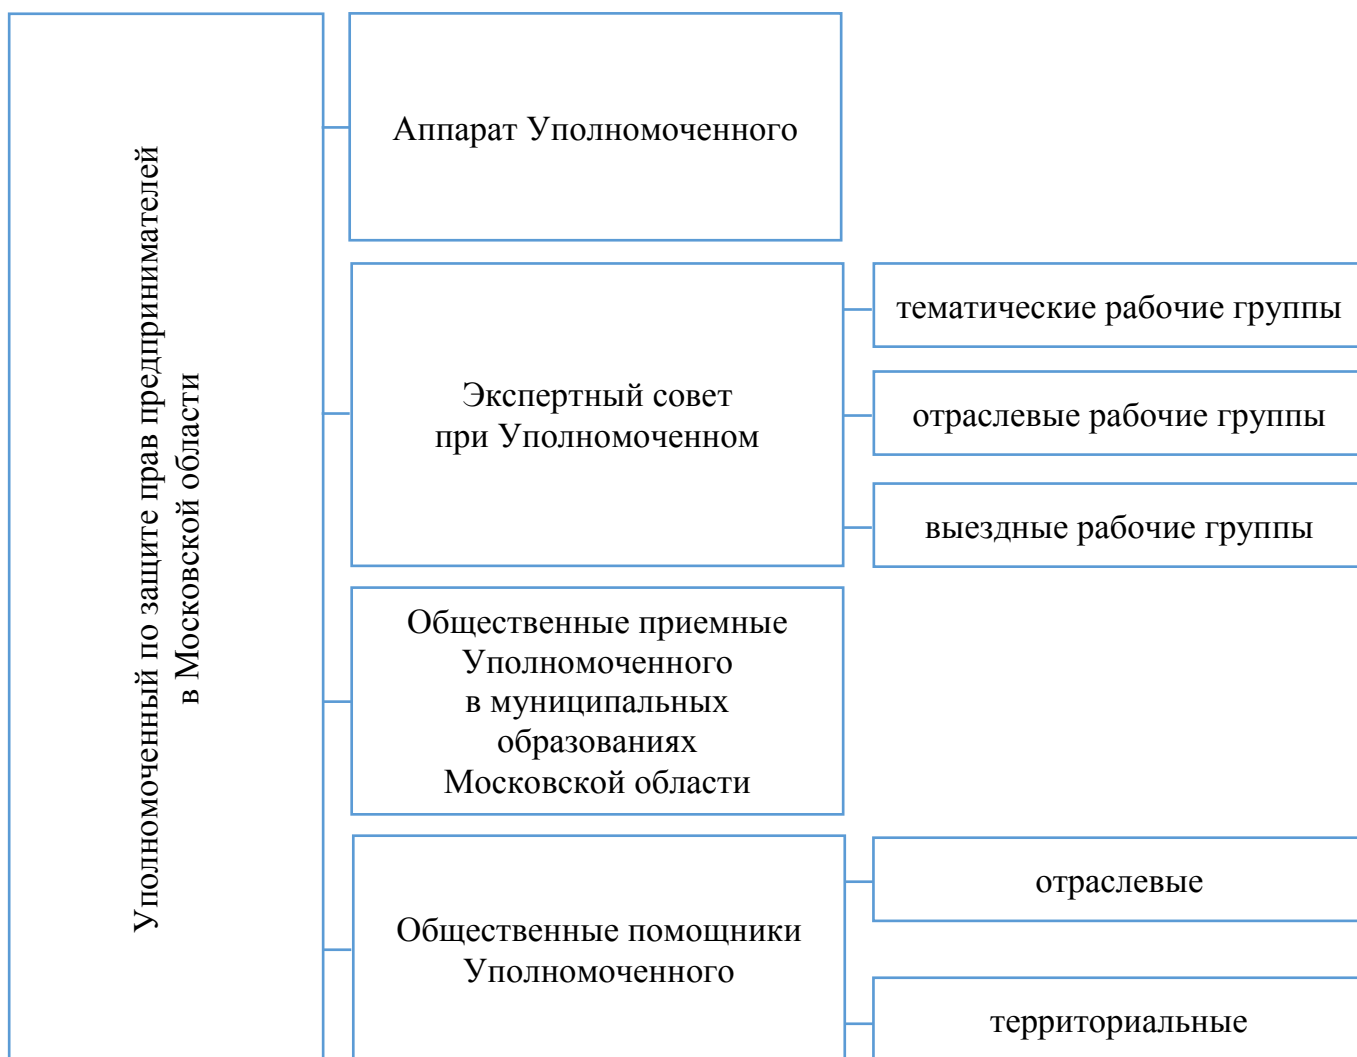 Уполномоченный по защите прав предпринимателей
в Московской области
Аппарат Уполномоченного
Экспертный совет
при Уполномоченном
тематические рабочие группы
отраслевые рабочие группы
выездные рабочие группы
Общественные приемные
Уполномоченного
в муниципальных
образованиях
Московской области
Общественные помощники
Уполномоченного
отраслевые
территориальные